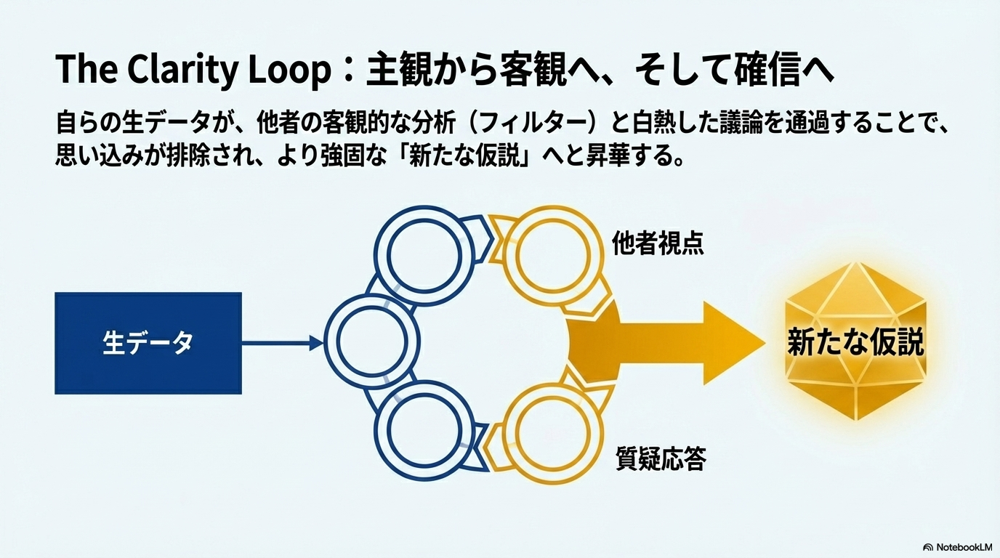 The Clarity Loop：主観から客観へ、そして確信へ
自らの生データが、他者の客観的な分析（フィルター）と白熱した議論を通過することで、
思い込みが排除され、より強固な「新たな仮説」へと昇華する。
他者視点
生データ
新たな仮説
質疑応答
NotebookLM